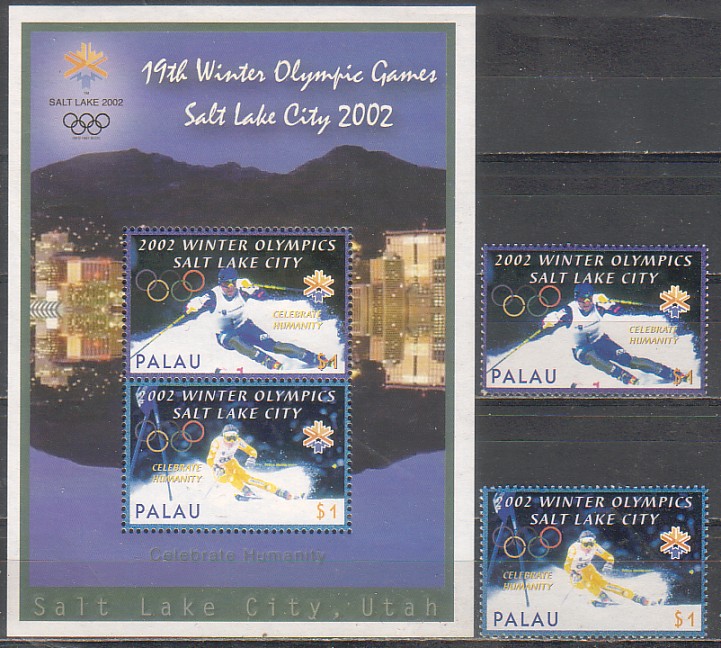 19th Winter Olympic Games
Salt Lake City 2002
SALT LAKE 2002
2002 WINTER OLYMPICS
SALT LAKE CITY
CELEBRATE
HUMANITY
PALAU
$1
2002 WINTER OLYMPICS
SALT LAKE CITY
CELEBRATE
HUMANITY
PALAU
$1
Celebrate Humanity
Salt Lake City, Utah
2002 WINTER OLYMPICS
SALT LAKE CITY
CELEBRATE
HUMANITY
PALAU
$1
2002 WINTER OLYMPICS
SALT LAKE CITY
CELEBRATE
HUMANITY
PALAU
$1